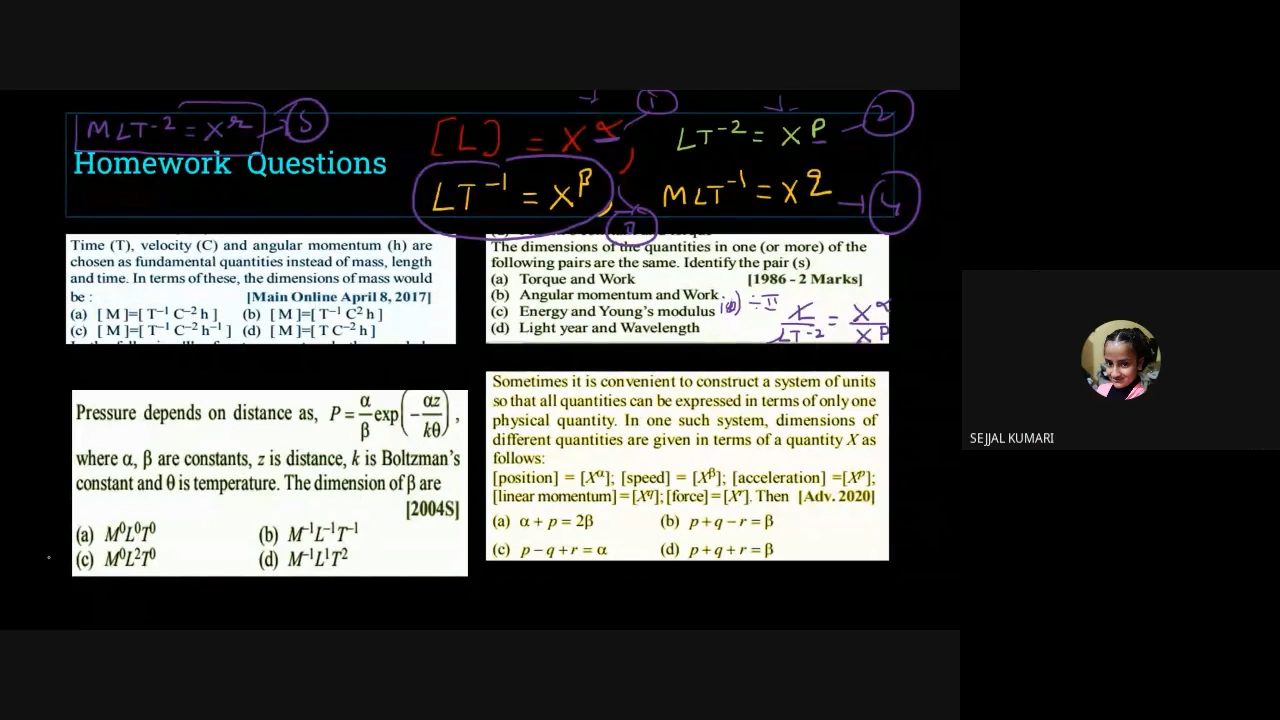 MLT⁻² = X^r
5
[L] = X^α,
1
LT⁻² = X^p
2
Homework Questions
LT⁻¹ = X^β,
MLT⁻¹ = X^q
4
Time (T), velocity (C) and angular momentum (h) are
chosen as fundamental quantities instead of mass, length
and time. In terms of these, the dimensions of mass would
be : [Main Online April 8, 2017]
(a) [ M ]=[ T⁻¹ C⁻² h ] (b) [ M ]=[ T⁻¹ C² h ]
(c) [ M ]=[ T⁻¹ C⁻² h⁻¹ ] (d) [ M ]=[ T C⁻² h ]
The dimensions of the quantities in one (or more) of the
following pairs are the same. Identify the pair (s)
(a) Torque and Work [1986 - 2 Marks]
(b) Angular momentum and Work
(c) Energy and Young's modulus
(d) Light year and Wavelength
÷ II
L/LT⁻² = X^α/X^p
Pressure depends on distance as, P = α/β exp(-αz/kθ),
where α, β are constants, z is distance, k is Boltzman's
constant and θ is temperature. The dimension of β are
[2004S]
(a) M⁰L⁰T⁰ (b) M⁻¹L⁻¹T⁻¹
(c) M⁰L²T⁰ (d) M⁻¹L¹T²
Sometimes it is convenient to construct a system of units
so that all quantities can be expressed in terms of only one
physical quantity. In one such system, dimensions of
different quantities are given in terms of a quantity X as
follows:
[position] = [X^α]; [speed] = [X^β]; [acceleration] =[X^p];
[linear momentum] = [X^q]; [force] = [X^r]. Then [Adv. 2020]
(a) α + p = 2β (b) p + q − r = β
(c) p − q + r = α (d) p + q + r = β
SEJJAL KUMARI